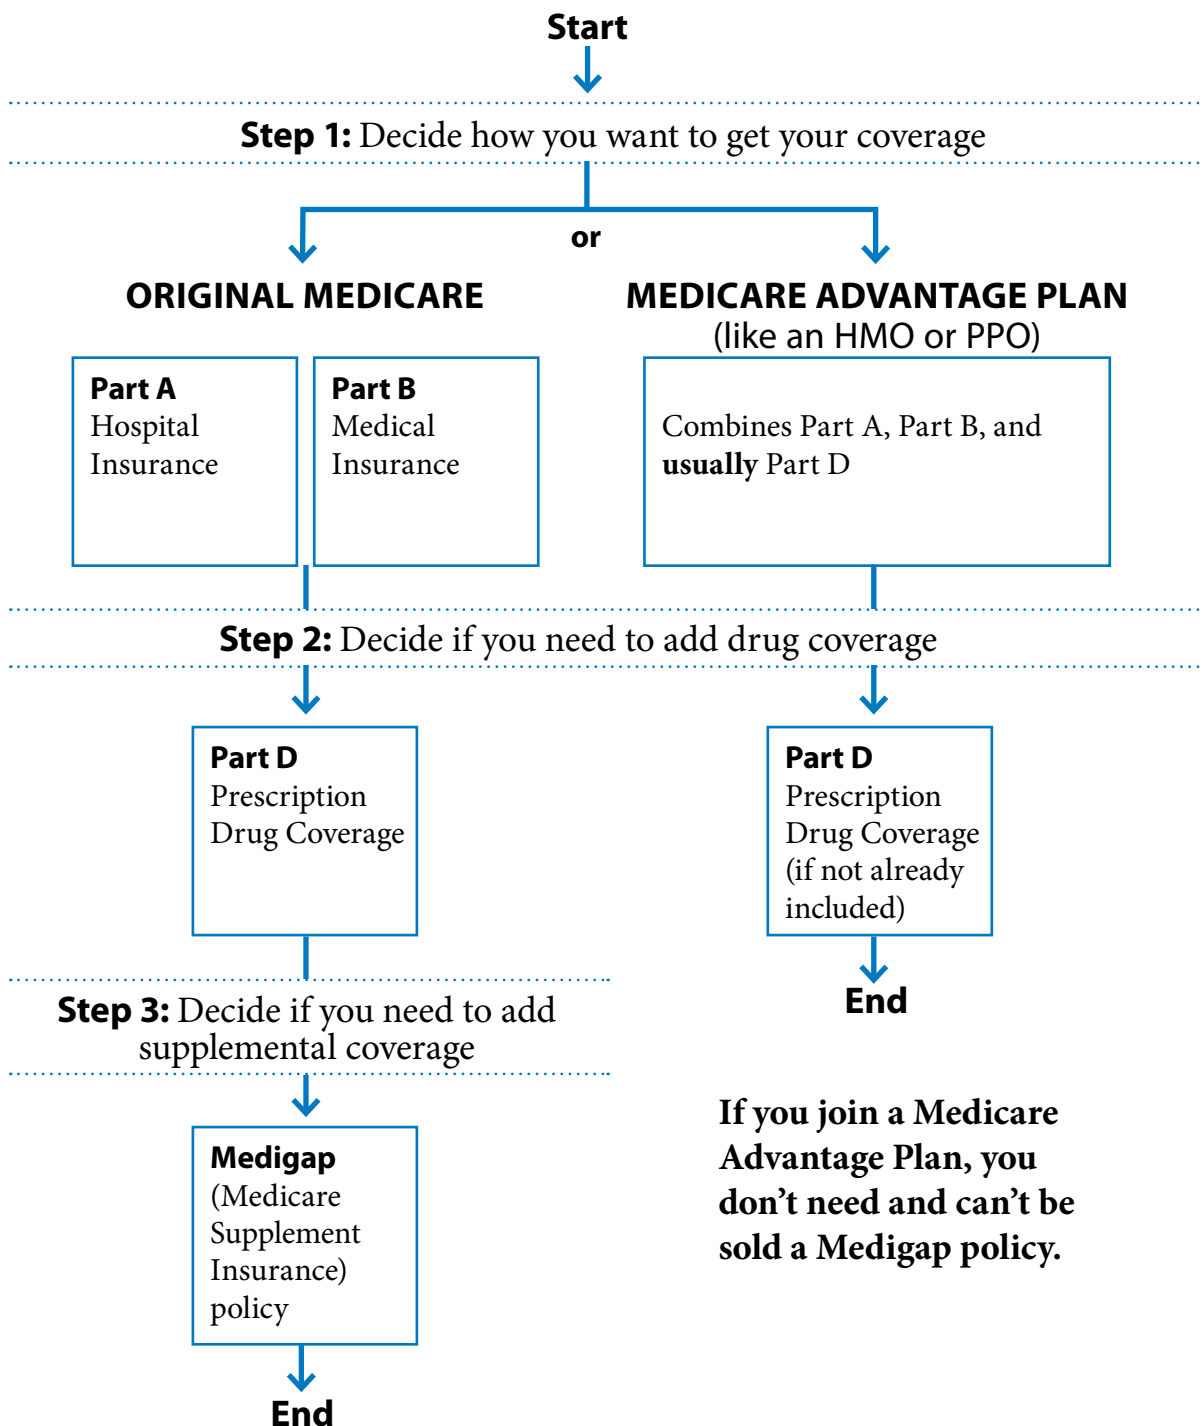 Start
Step 1: Decide how you want to get your coverage
or
ORIGINAL MEDICARE
Part A
Hospital
Insurance
Part B
Medical
Insurance
MEDICARE ADVANTAGE PLAN
(like an HMO or PPO)
Combines Part A, Part B, and
usually Part D
Step 2: Decide if you need to add drug coverage
Part D
Prescription
Drug Coverage
Part D
Prescription
Drug Coverage
(if not already
included)
End
Step 3: Decide if you need to add
supplemental coverage
Medigap
(Medicare
Supplement
Insurance)
policy
End
If you join a Medicare
Advantage Plan, you
don’t need and can’t be
sold a Medigap policy.